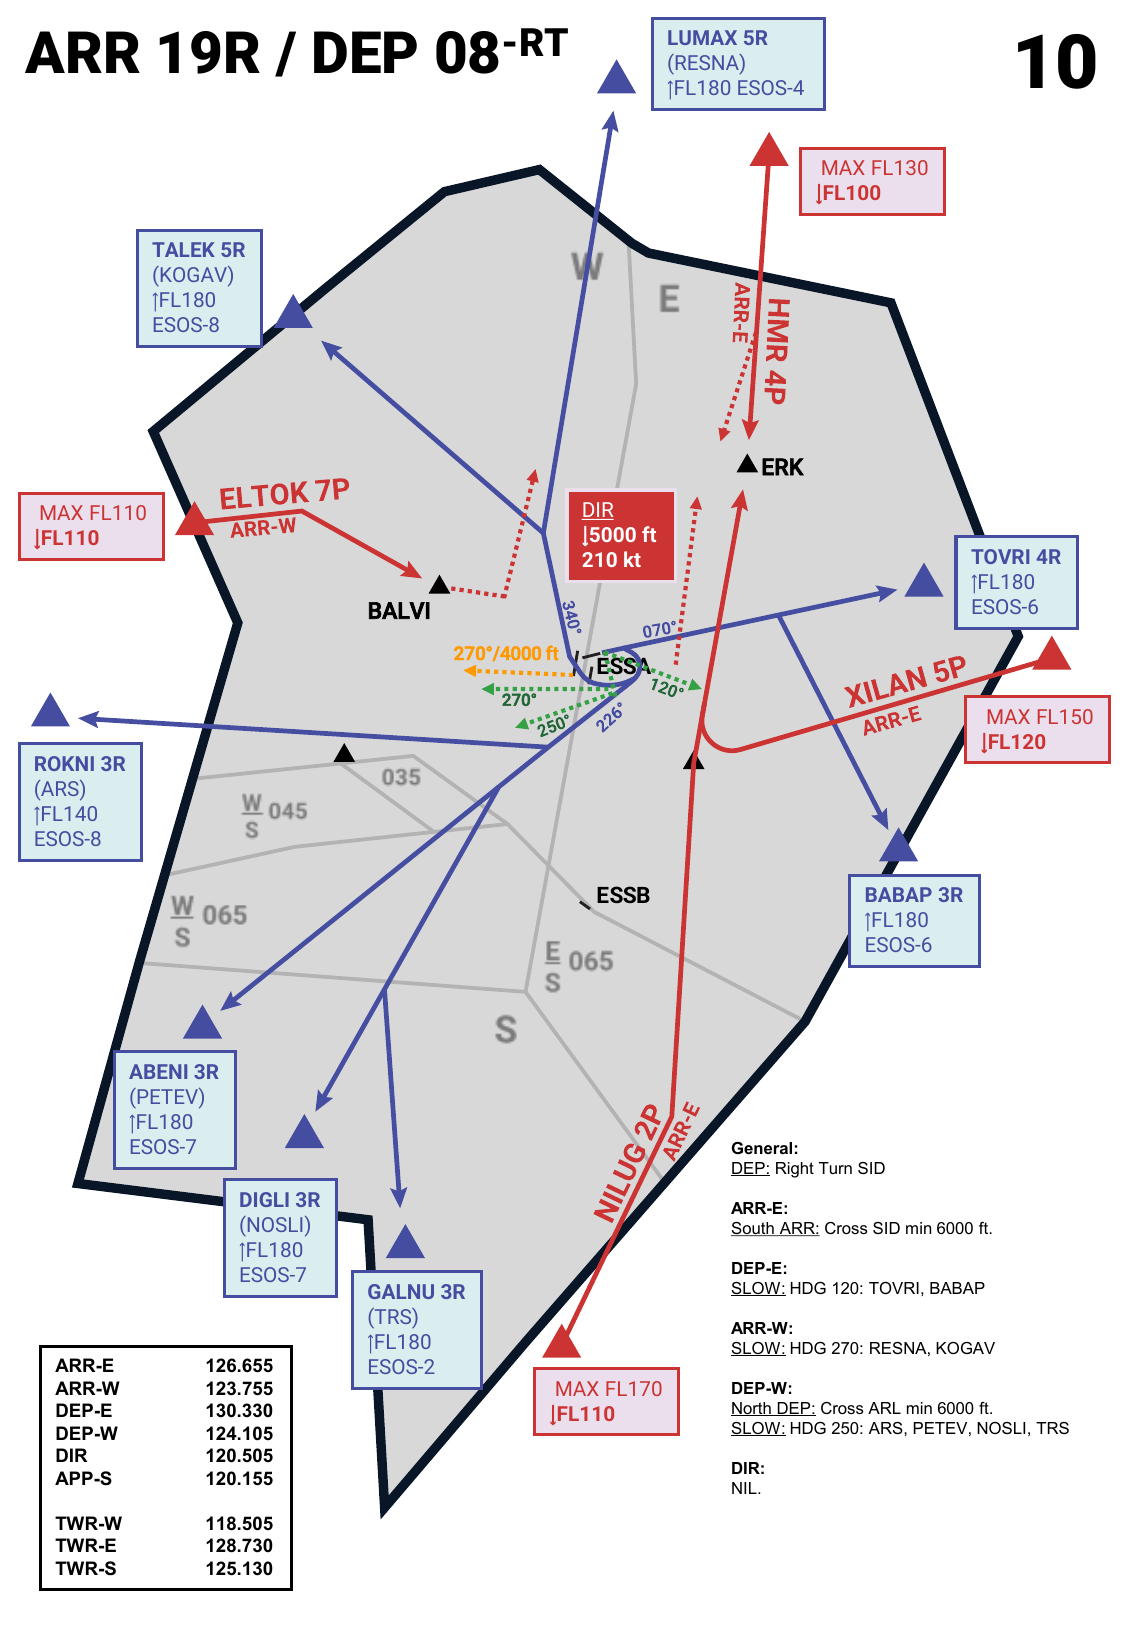 ARR 19R / DEP 08-RT
10
LUMAX 5R
(RESNA)
↑FL180 ESOS-4
MAX FL130
↓FL100
TALEK 5R
(KOGAV)
↑FL180
ESOS-8
W
E
ARR-E
HMR 4P
ERK
MAX FL110
↓FL110
ELTOK 7P
ARR-W
BALVI
DIR
↓5000 ft
210 kt
TOVRI 4R
↑FL180
ESOS-6
340°
070°
270°/4000 ft
ESSA
120°
270°
250°
226°
XILAN 5P
ARR-E
MAX FL150
↓FL120
ROKNI 3R
(ARS)
↑FL140
ESOS-8
035
W
S
045
W
S
065
ESSB
E
S
065
S
BABAP 3R
↑FL180
ESOS-6
ABENI 3R
(PETEV)
↑FL180
ESOS-7
DIGLI 3R
(NOSLI)
↑FL180
ESOS-7
GALNU 3R
(TRS)
↑FL180
ESOS-2
NILUG 2P
ARR-E
MAX FL170
↓FL110
General:
DEP: Right Turn SID
ARR-E:
South ARR: Cross SID min 6000 ft.
DEP-E:
SLOW: HDG 120: TOVRI, BABAP
ARR-W:
SLOW: HDG 270: RESNA, KOGAV
DEP-W:
North DEP: Cross ARL min 6000 ft.
SLOW: HDG 250: ARS, PETEV, NOSLI, TRS
DIR:
NIL.
ARR-E 126.655
ARR-W 123.755
DEP-E 130.330
DEP-W 124.105
DIR 120.505
APP-S 120.155
TWR-W 118.505
TWR-E 128.730
TWR-S 125.130